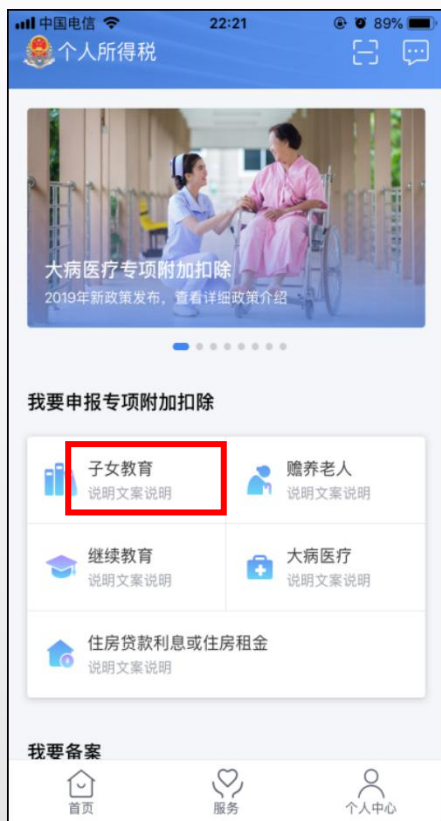 中国电信 22:21 89%
个人所得税
大病医疗专项附加扣除
2019年新政策发布，查看详细政策介绍
我要申报专项附加扣除
子女教育 赡养老人
说明文案说明 说明文案说明
继续教育 大病医疗
说明文案说明 说明文案说明
住房贷款利息或住房租金
说明文案说明
我要备案
首页 服务 个人中心